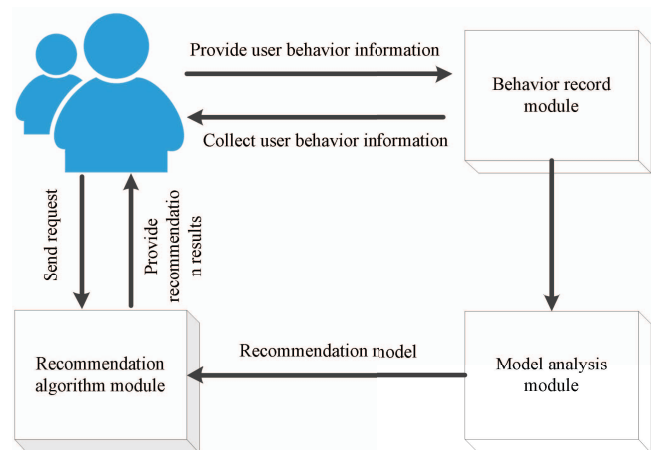 Provide user behavior information
Behavior record
module
Collect user behavior information
Send request
Provide
recommendatio
n results
Recommendation model
Recommendation
algorithm module
Model analysis
module